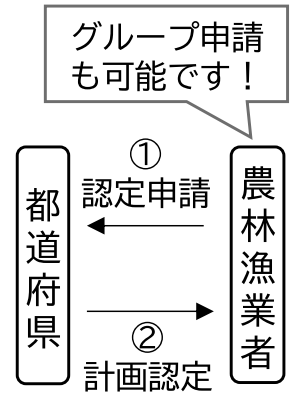 グループ申請
も可能です！
①
認定申請
都道府県
農林漁業者
②
計画認定